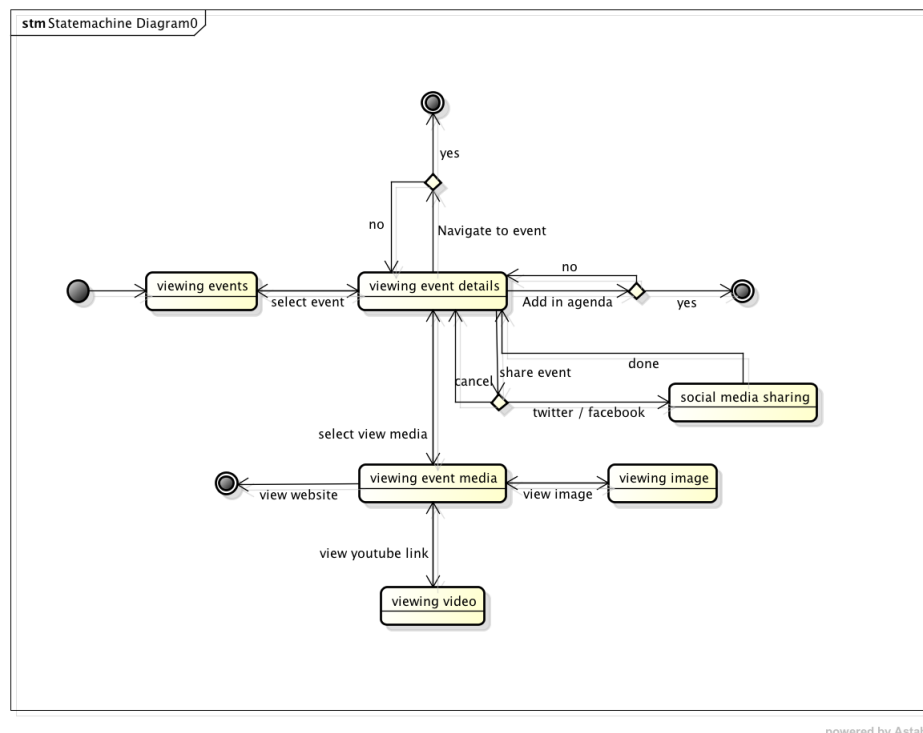 stm Statemachine Diagram0
yes
no
Navigate to event
viewing events
select event
viewing event details
no
Add in agenda
yes
done
share event
cancel
twitter / facebook
social media sharing
select view media
viewing event media
view website
view image
viewing image
view youtube link
viewing video
powered by